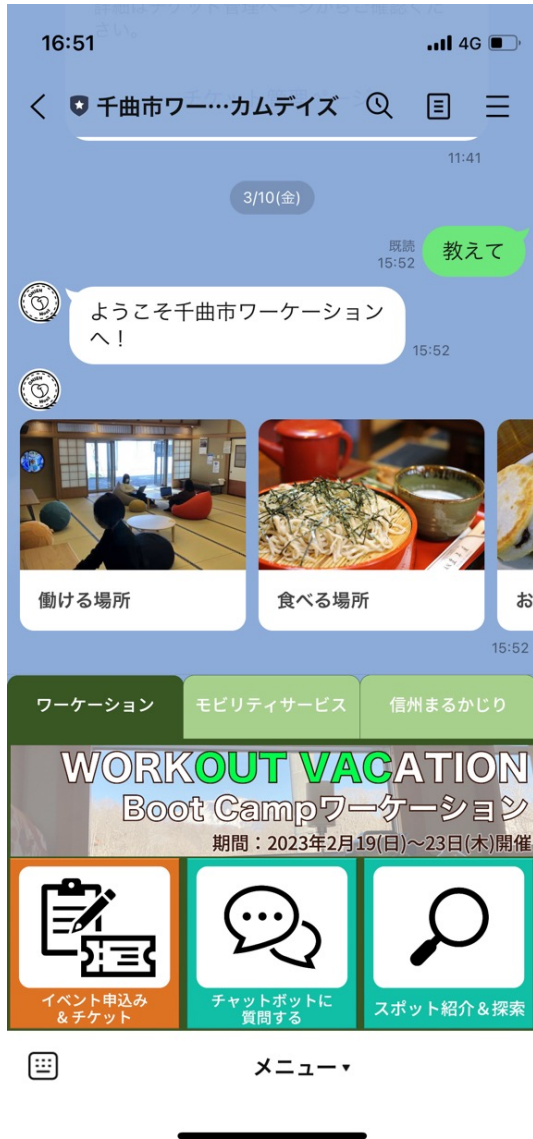 16:51
4G
千曲市ワー…カムデイズ
11:41
3/10(金)
既読
15:52
教えて
ようこそ千曲市ワーケーション
へ！
15:52
働ける場所
食べる場所
お
15:52
ワーケーション
モビリティサービス
信州まるかじり
WORKOUT VACATION
Boot Campワーケーション
期間：2023年2月19(日)～23日(木)開催
イベント申込み
＆チケット
チャットボットに
質問する
スポット紹介＆探索
メニュー▾